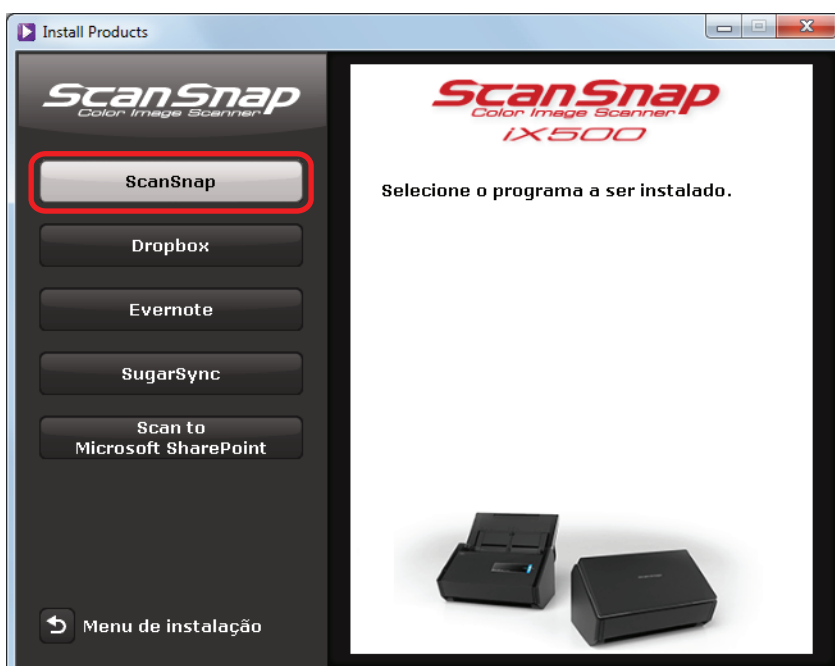 Install Products
ScanSnap
Color Image Scanner
ScanSnap
Dropbox
Evernote
SugarSync
Scan to
Microsoft SharePoint
Menu de instalação
ScanSnap
Color Image Scanner
iX500
Selecione o programa a ser instalado.